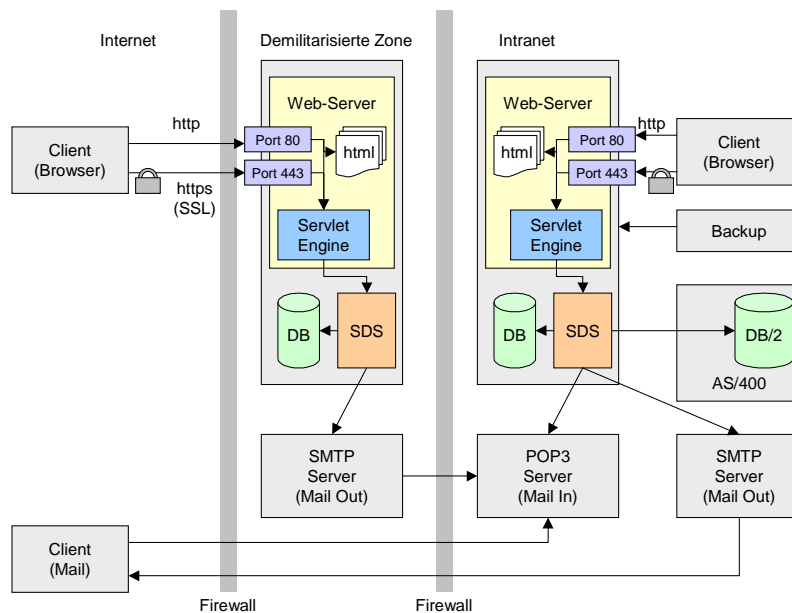 Internet
Demilitarisierte Zone
Intranet
Web-Server
Web-Server
http
Port 80
html
Port 80
http
html
Client
(Browser)
Client
(Browser)
Port 443
Port 443
https
(SSL)
Servlet
Engine
Servlet
Engine
Backup
DB
SDS
DB
SDS
DB/2
AS/400
SMTP
Server
(Mail Out)
POP3
Server
(Mail In)
SMTP
Server
(Mail Out)
Client
(Mail)
Firewall
Firewall